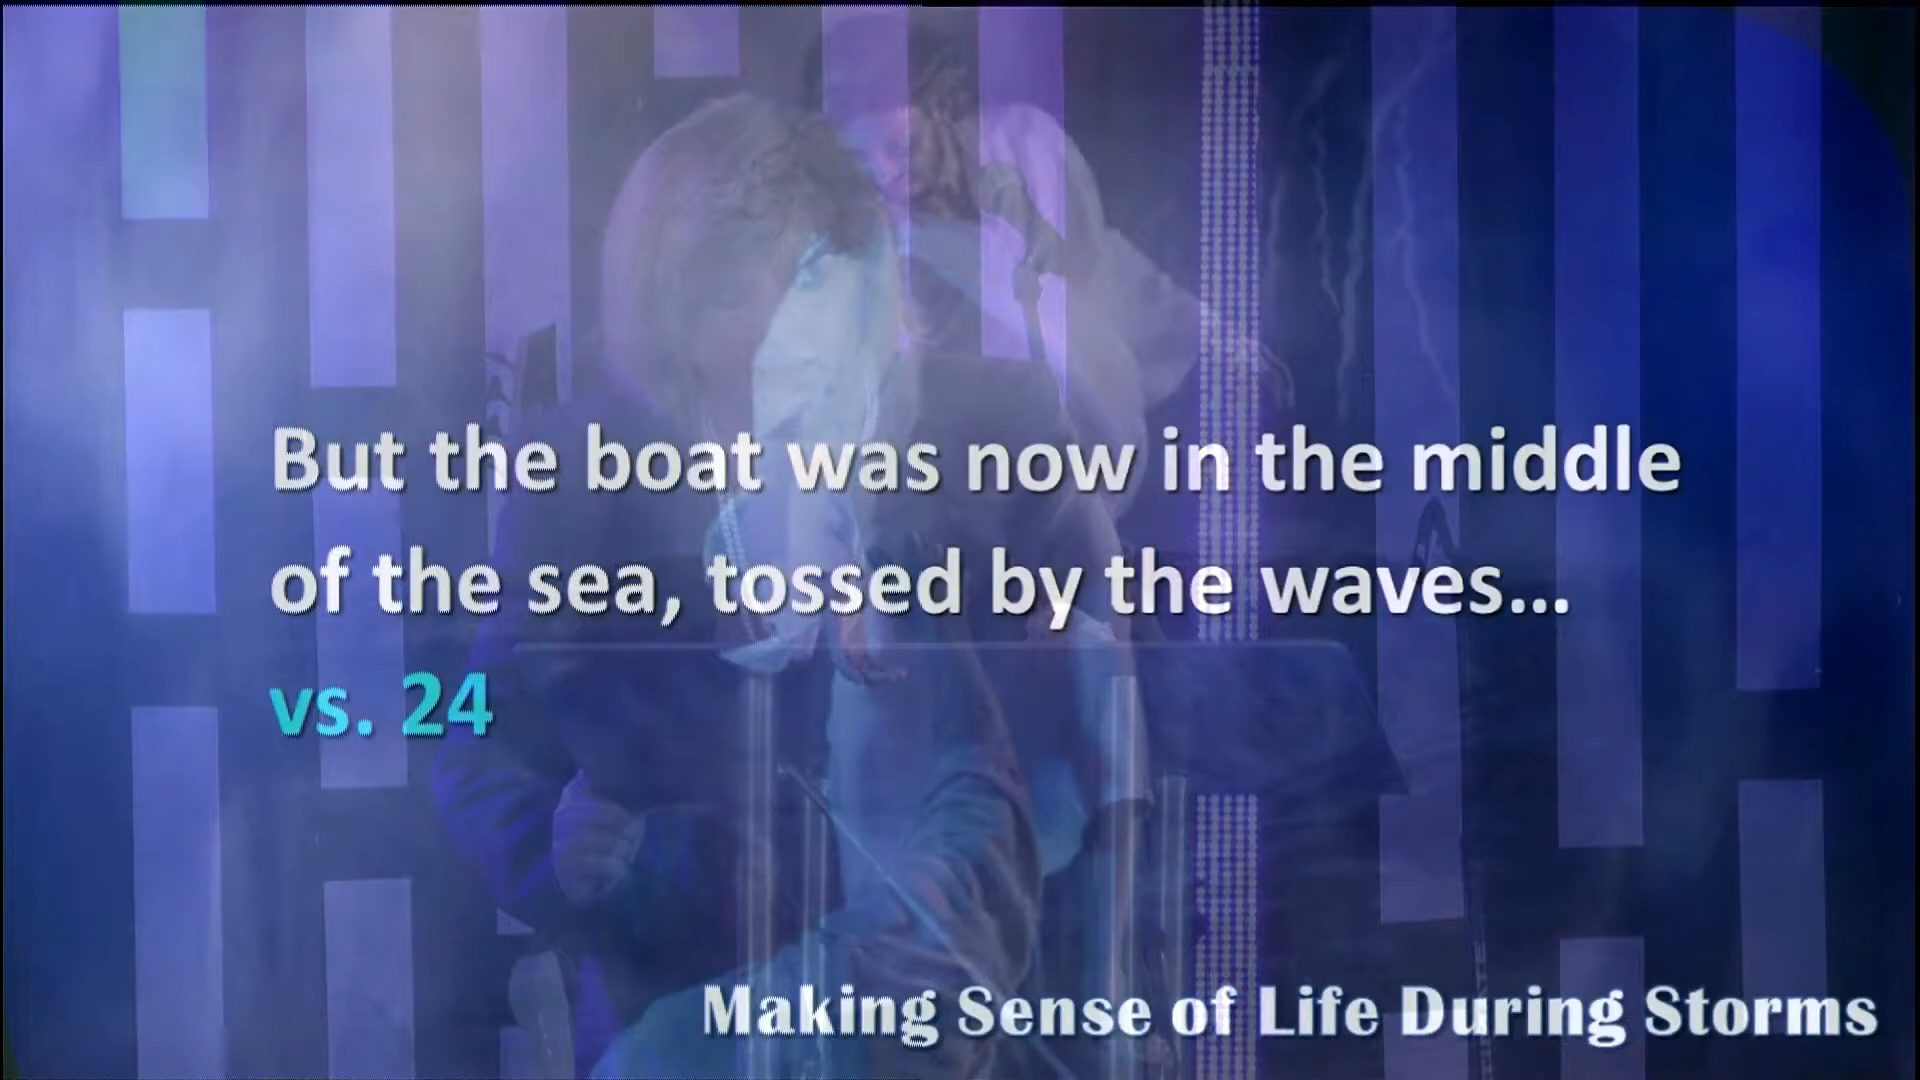 But the boat was now in the middle
of the sea, tossed by the waves...
vs. 24
Making Sense of Life During Storms